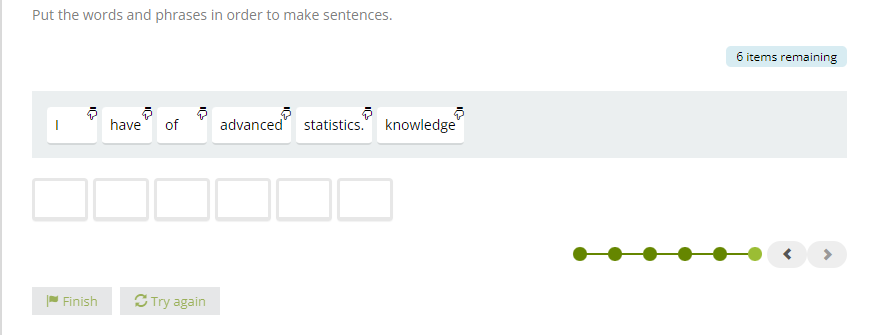 Put the words and phrases in order to make sentences.
6 items remaining
I have of advanced statistics. knowledge
Finish Try again